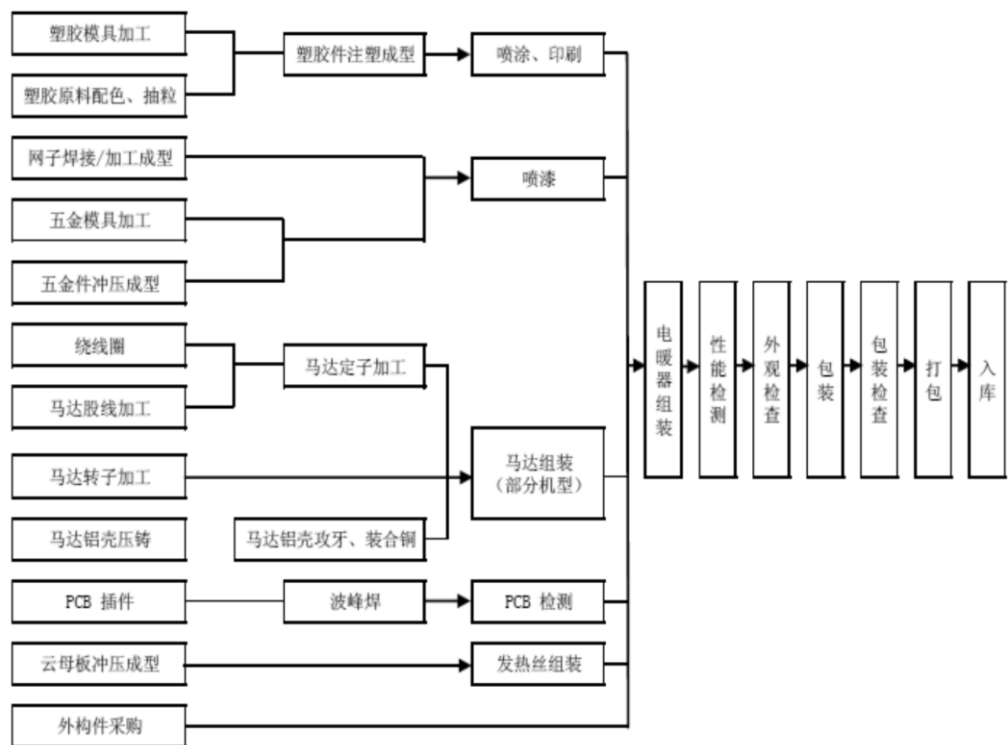 塑胶模具加工
塑胶件注塑成型
喷涂、印刷
塑胶原料配色、抽粒
网子焊接/加工成型
喷漆
五金模具加工
五金件冲压成型
绕线圈
马达定子加工
马达股线加工
马达转子加工
马达组装
（部分机型）
马达铝壳压铸
马达铝壳攻牙、装合铜
PCB 插件
波峰焊
PCB 检测
云母板冲压成型
发热丝组装
外构件采购
电暖器组装
性能检测
外观检查
包装
包装检查
打包
入库